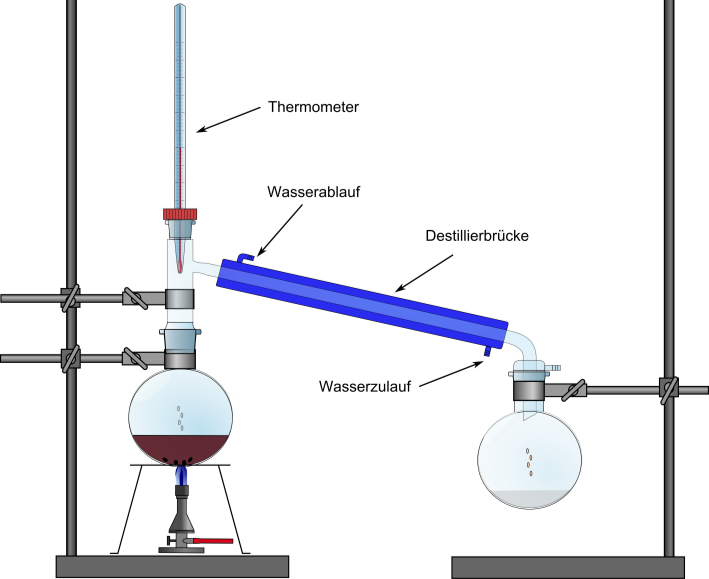 Thermometer
Wasserablauf
Destillierbrücke
Wasserzulauf